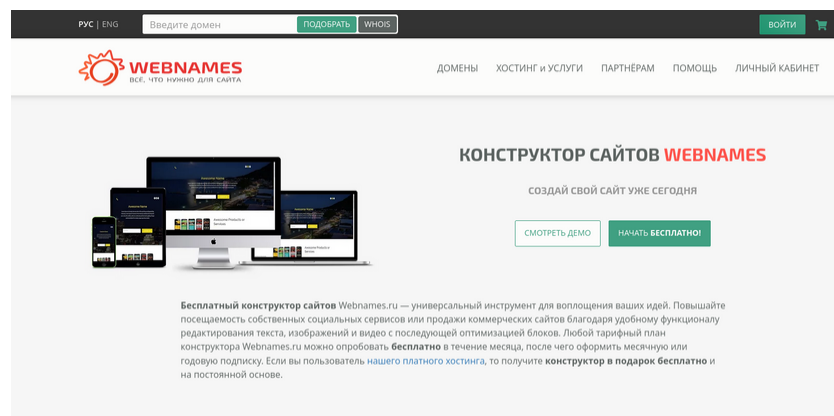 РУС | ENG
Введите домен
ПОДОБРАТЬ
WHOIS
ВОЙТИ
WEBNAMES
ВСЁ, ЧТО НУЖНО ДЛЯ САЙТА
ДОМЕНЫ
ХОСТИНГ и УСЛУГИ
ПАРТНЁРАМ
ПОМОЩЬ
ЛИЧНЫЙ КАБИНЕТ
КОНСТРУКТОР САЙТОВ WEBNAMES
СОЗДАЙ СВОЙ САЙТ УЖЕ СЕГОДНЯ
СМОТРЕТЬ ДЕМО
НАЧАТЬ БЕСПЛАТНО!
Бесплатный конструктор сайтов Webnames.ru — универсальный инструмент для воплощения ваших идей. Повышайте
посещаемость собственных социальных сервисов или продажи коммерческих сайтов благодаря удобному функционалу
редактирования текста, изображений и видео с последующей оптимизацией блоков. Любой тарифный план
конструктора Webnames.ru можно опробовать бесплатно в течение месяца, после чего оформить месячную или
годовую подписку. Если вы пользователь нашего платного хостинга, то получите конструктор в подарок бесплатно и
на постоянной основе.